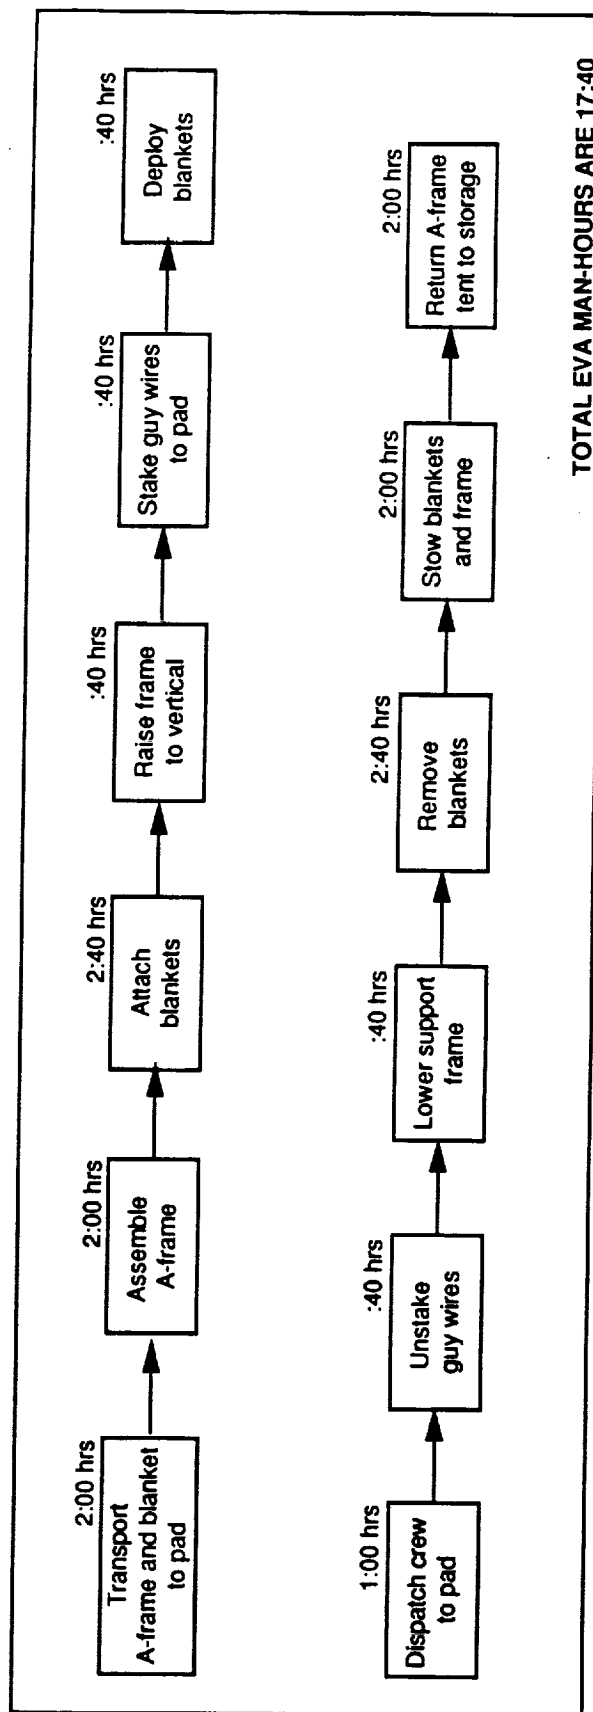 2:00 hrs
Transport
A-frame and blanket
to pad
2:00 hrs
Assemble
A-frame
2:40 hrs
Attach
blankets
:40 hrs
Raise frame
to vertical
:40 hrs
Stake guy wires
to pad
:40 hrs
Deploy
blankets
1:00 hrs
Dispatch crew
to pad
:40 hrs
Unstake
guy wires
:40 hrs
Lower support
frame
2:40 hrs
Remove
blankets
2:00 hrs
Stow blankets
and frame
2:00 hrs
Return A-frame
tent to storage
TOTAL EVA MAN-HOURS ARE 17:40